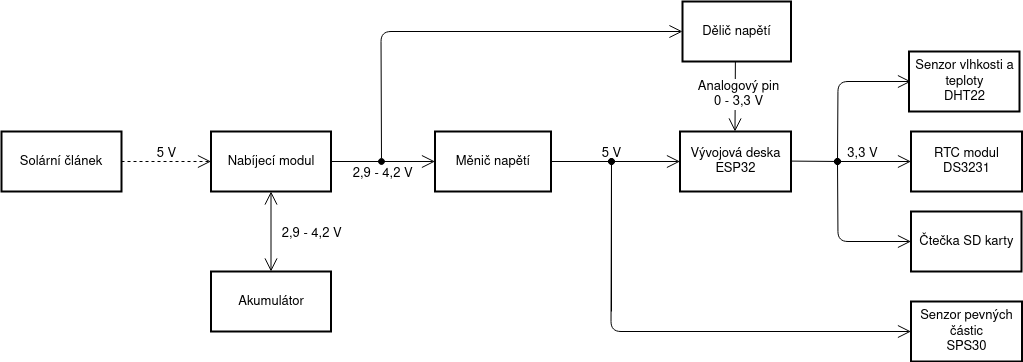 Dělič napětí
Senzor vlhkosti a
teploty
DHT22
Analogový pin
0 - 3,3 V
Solární článek
5 V
Nabíjecí modul
2,9 - 4,2 V
Měnič napětí
5 V
Vývojová deska
ESP32
3,3 V
RTC modul
DS3231
2,9 - 4,2 V
Čtečka SD karty
Akumulátor
Senzor pevných
částic
SPS30